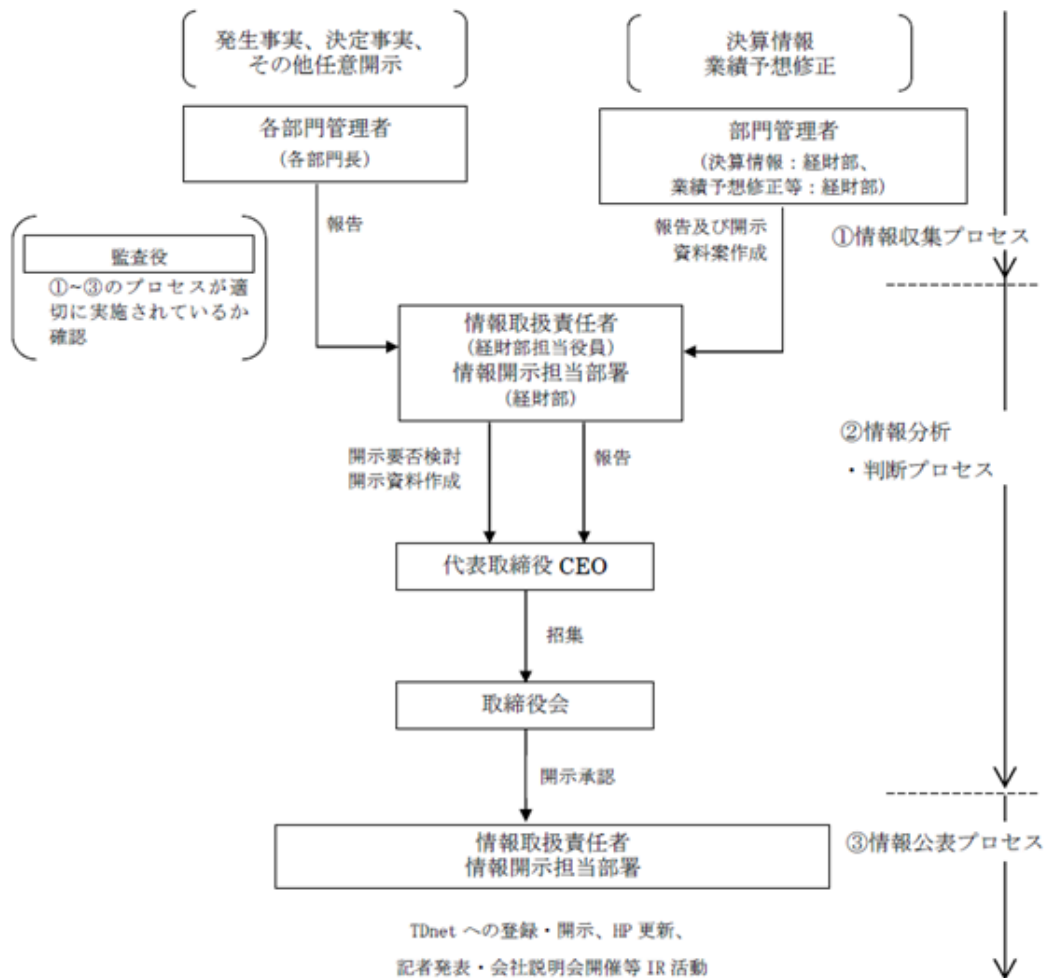 発生事実、決定事実、
その他任意開示
決算情報
業績予想修正
各部門管理者
(各部門長)
部門管理者
(決算情報：経財部、
業績予想修正等：経財部)
報告
報告及び開示
資料案作成
①情報収集プロセス
監査役
①~③のプロセスが適
切に実施されているか
確認
情報取扱責任者
(経財部担当役員)
情報開示担当部署
(経財部)
②情報分析
・判断プロセス
開示要否検討
開示資料作成
報告
代表取締役 CEO
招集
取締役会
開示承認
情報取扱責任者
情報開示担当部署
③情報公表プロセス
TDnet への登録・開示、HP 更新、
記者発表・会社説明会開催等 IR 活動